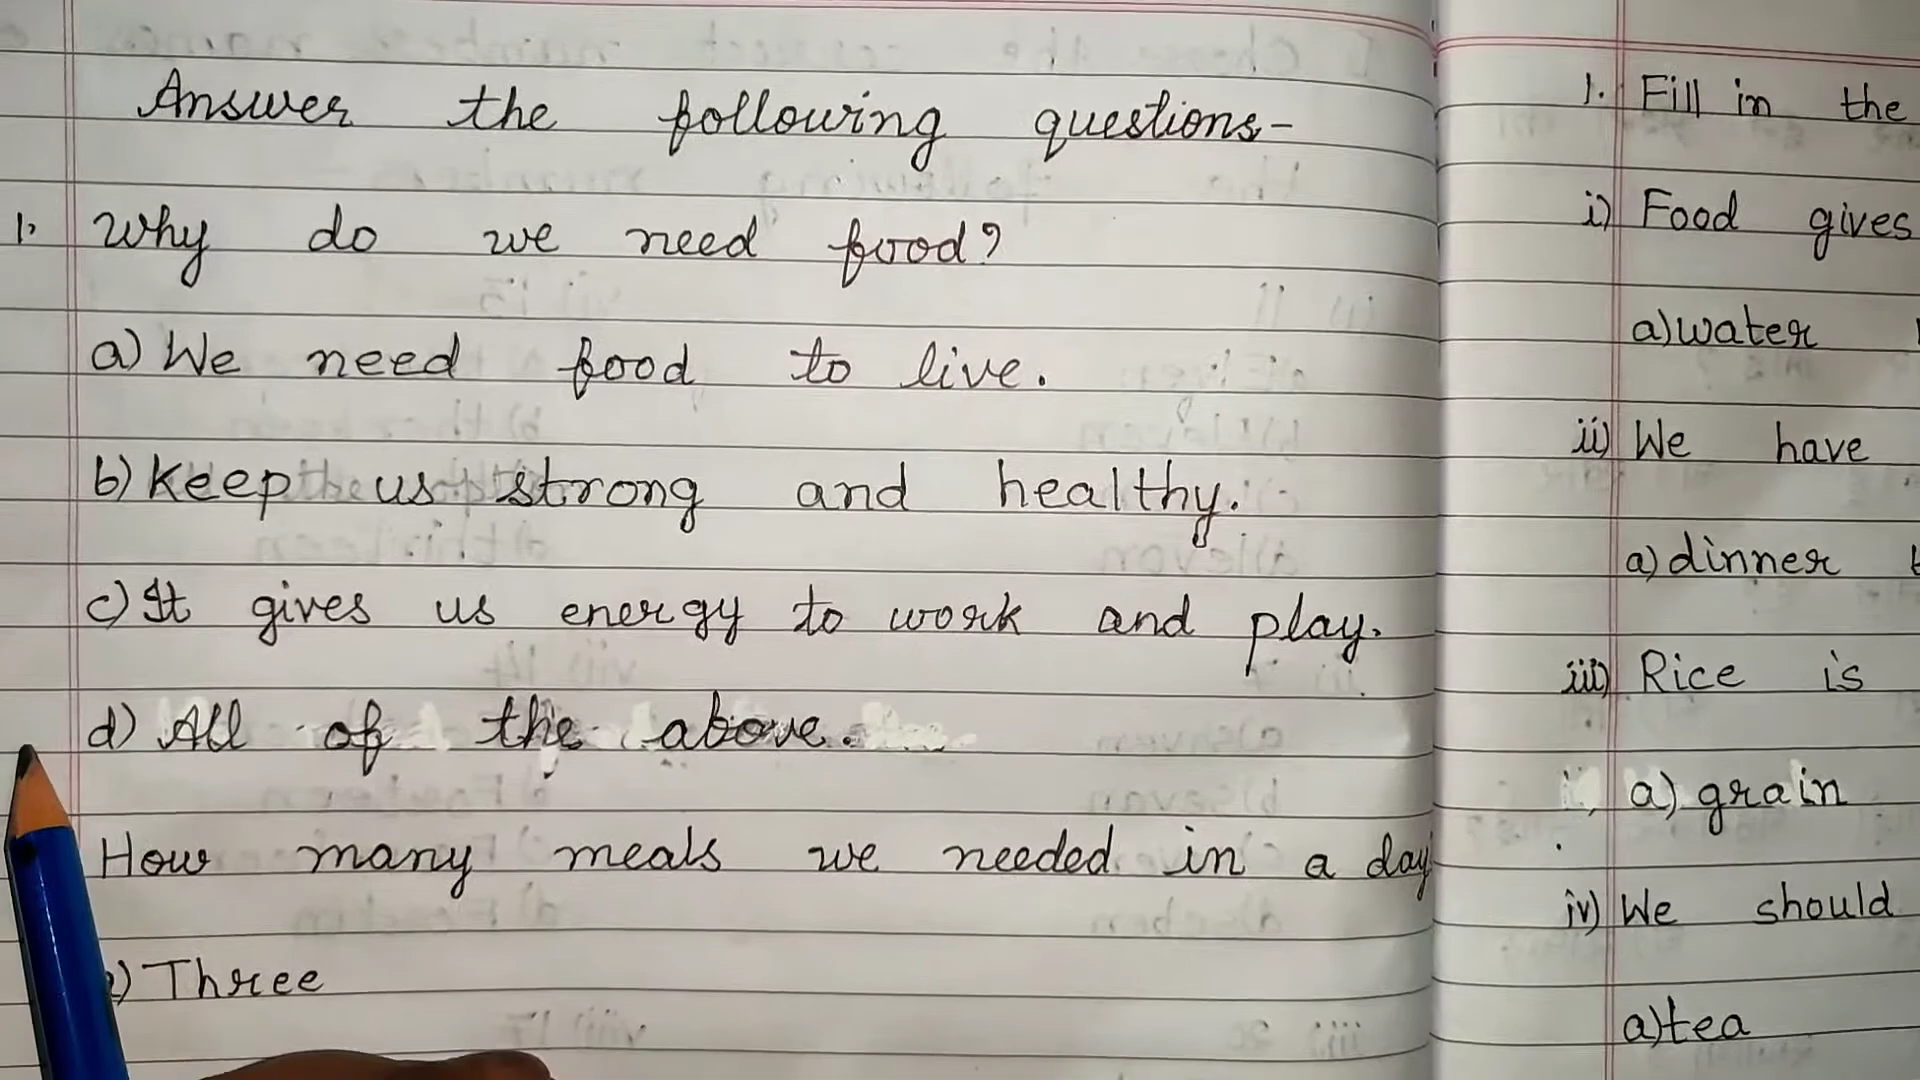 Answer the following questions-
1. Why do we need food?
a) We need food to live.
b) Keep us strong and healthy.
c) It gives us energy to work and play.
d) All of the above.
How many meals we needed in a day
) Three
1. Fill in the
i) Food gives
a) water
ii) We have
a) dinner
iii) Rice is
a) grain
iv) We should
a) tea